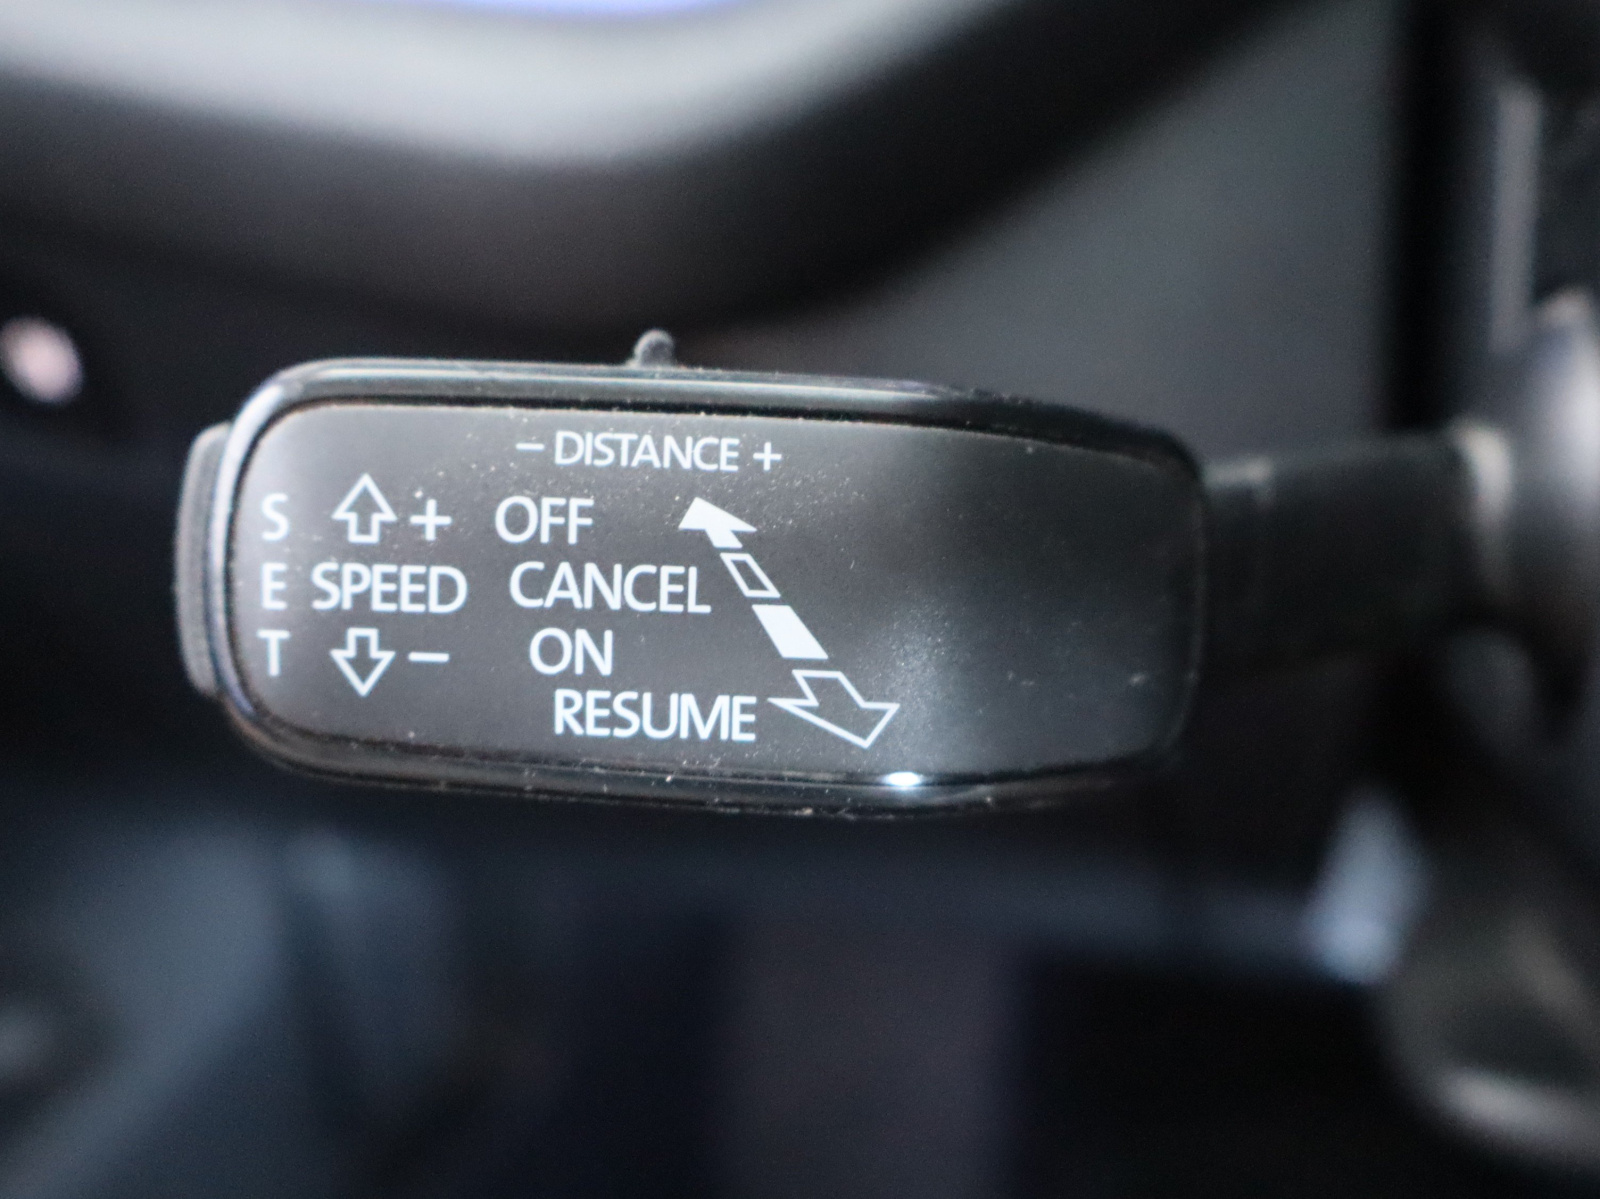 – DISTANCE +
S + OFF
E SPEED CANCEL
T – ON
RESUME